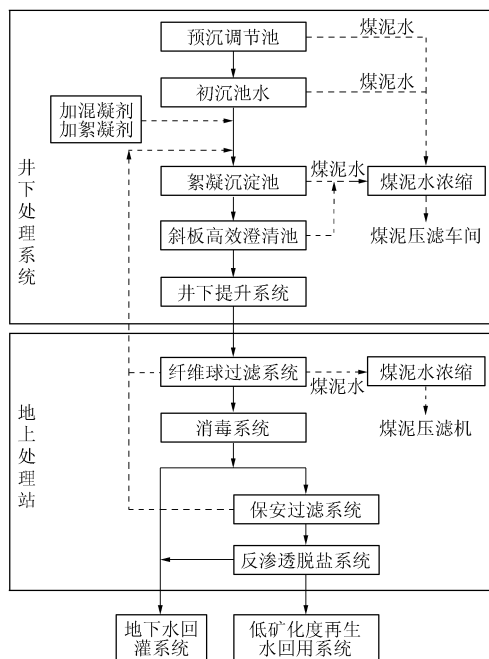 预沉调节池
煤泥水
初沉池水
煤泥水
加混凝剂
加絮凝剂
井下处理系统
絮凝沉淀池
煤泥水
煤泥水浓缩
斜板高效澄清池
煤泥压滤车间
井下提升系统
地上处理站
纤维球过滤系统
煤泥水
煤泥水浓缩
消毒系统
煤泥压滤机
保安过滤系统
反渗透脱盐系统
地下水回
灌系统
低矿化度再生
水回用系统